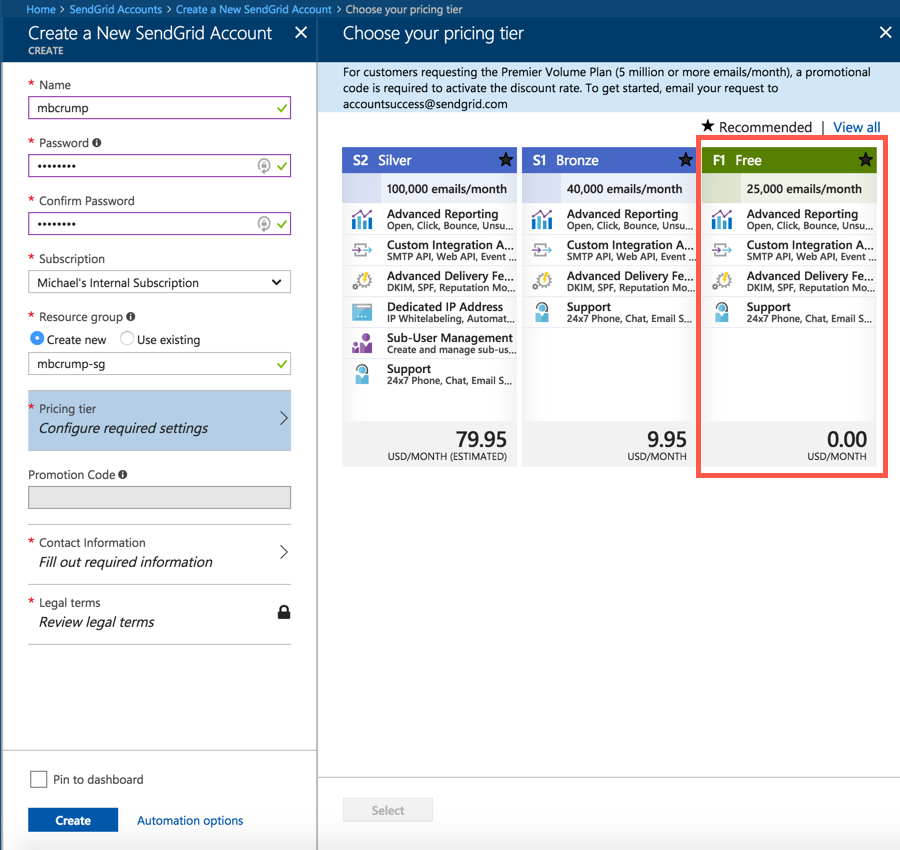 Home > SendGrid Accounts > Create a New SendGrid Account > Choose your pricing tier
Create a New SendGrid Account
CREATE
* Name
mbcrump
* Password
••••••••
* Confirm Password
••••••••
* Subscription
Michael's Internal Subscription
* Resource group
Create new Use existing
mbcrump-sg
* Pricing tier
Configure required settings
Promotion Code
* Contact Information
Fill out required information
* Legal terms
Review legal terms
Pin to dashboard
Create Automation options
Choose your pricing tier
For customers requesting the Premier Volume Plan (5 million or more emails/month), a promotional
code is required to activate the discount rate. To get started, email your request to
accountsuccess@sendgrid.com
★ Recommended | View all
S2 Silver
100,000 emails/month
Advanced Reporting
Open, Click, Bounce, Unsu...
Custom Integration A...
SMTP API, Web API, Event ...
Advanced Delivery Fe...
DKIM, SPF, Reputation Mo...
Dedicated IP Address
IP Whitelabeling, Automat...
Sub-User Management
Create and manage sub-us...
Support
24x7 Phone, Chat, Email S...
79.95
USD/MONTH (ESTIMATED)
S1 Bronze
40,000 emails/month
Advanced Reporting
Open, Click, Bounce, Unsu...
Custom Integration A...
SMTP API, Web API, Event ...
Advanced Delivery Fe...
DKIM, SPF, Reputation Mo...
Support
24x7 Phone, Chat, Email S...
9.95
USD/MONTH
F1 Free
25,000 emails/month
Advanced Reporting
Open, Click, Bounce, Unsu...
Custom Integration A...
SMTP API, Web API, Event ...
Advanced Delivery Fe...
DKIM, SPF, Reputation Mo...
Support
24x7 Phone, Chat, Email S...
0.00
USD/MONTH
Select